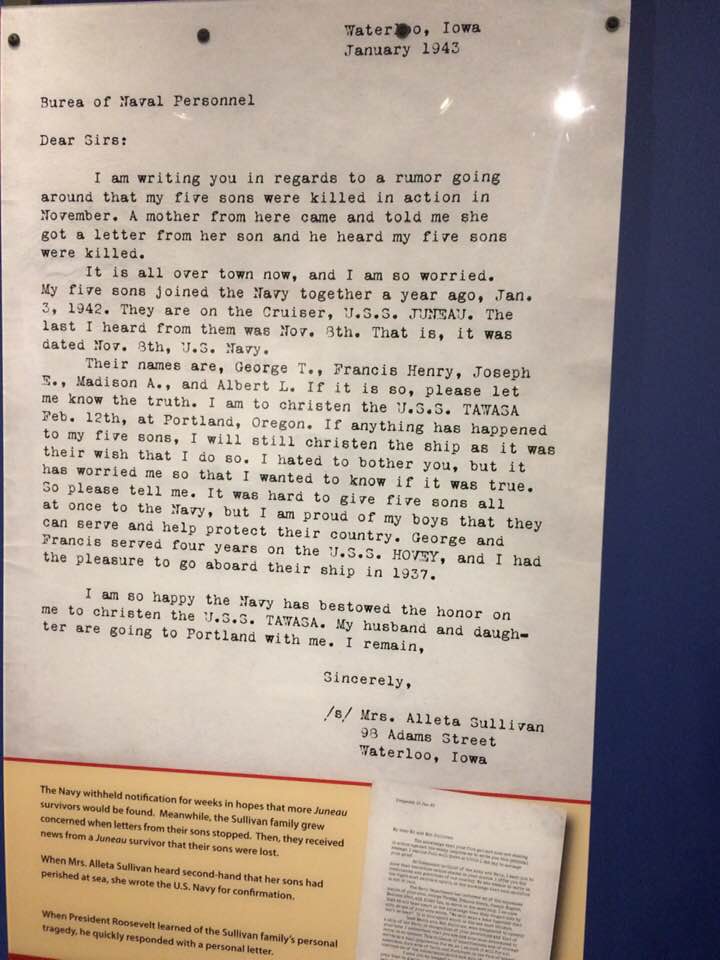 Waterloo, Iowa
January 1943
Burea of Naval Personnel
Dear Sirs:
I am writing you in regards to a rumor going
around that my five sons were killed in action in
November. A mother from here came and told me she
got a letter from her son and he heard my five sons
were killed.
It is all over town now, and I am so worried.
My five sons joined the Navy together a year ago, Jan.
3, 1942. They are on the Cruiser, U.S.S. JUNEAU. The
last I heard from them was Nov. 8th. That is, it was
dated Nov. 8th, U.S. Navy.
Their names are, George T., Francis Henry, Joseph
E., Madison A., and Albert L. If it is so, please let
me know the truth. I am to christen the U.S.S. TAWASA
Feb. 12th, at Portland, Oregon. If anything has happened
to my five sons, I will still christen the ship as it was
their wish that I do so. I hated to bother you, but it
has worried me so that I wanted to know if it was true.
So please tell me. It was hard to give five sons all
at once to the Navy, but I am proud of my boys that they
can serve and help protect their country. George and
Francis served four years on the U.S.S. HOVEY, and I had
the pleasure to go aboard their ship in 1937.
I am so happy the Navy has bestowed the honor on
me to christen the U.S.S. TAWASA. My husband and daugh-
ter are going to Portland with me. I remain,
Sincerely,
/s/ Mrs. Alleta Sullivan
98 Adams Street
Waterloo, Iowa
The Navy withheld notification for weeks in hopes that more Juneau
survivors would be found. Meanwhile, the Sullivan family grew
concerned when letters from their sons stopped. Then, they received
news from a Juneau survivor that their sons were lost.
When Mrs. Alleta Sullivan heard second-hand that her sons had
perished at sea, she wrote the U.S. Navy for confirmation.
When President Roosevelt learned of the Sullivan family's personal
tragedy, he quickly responded with a personal letter.